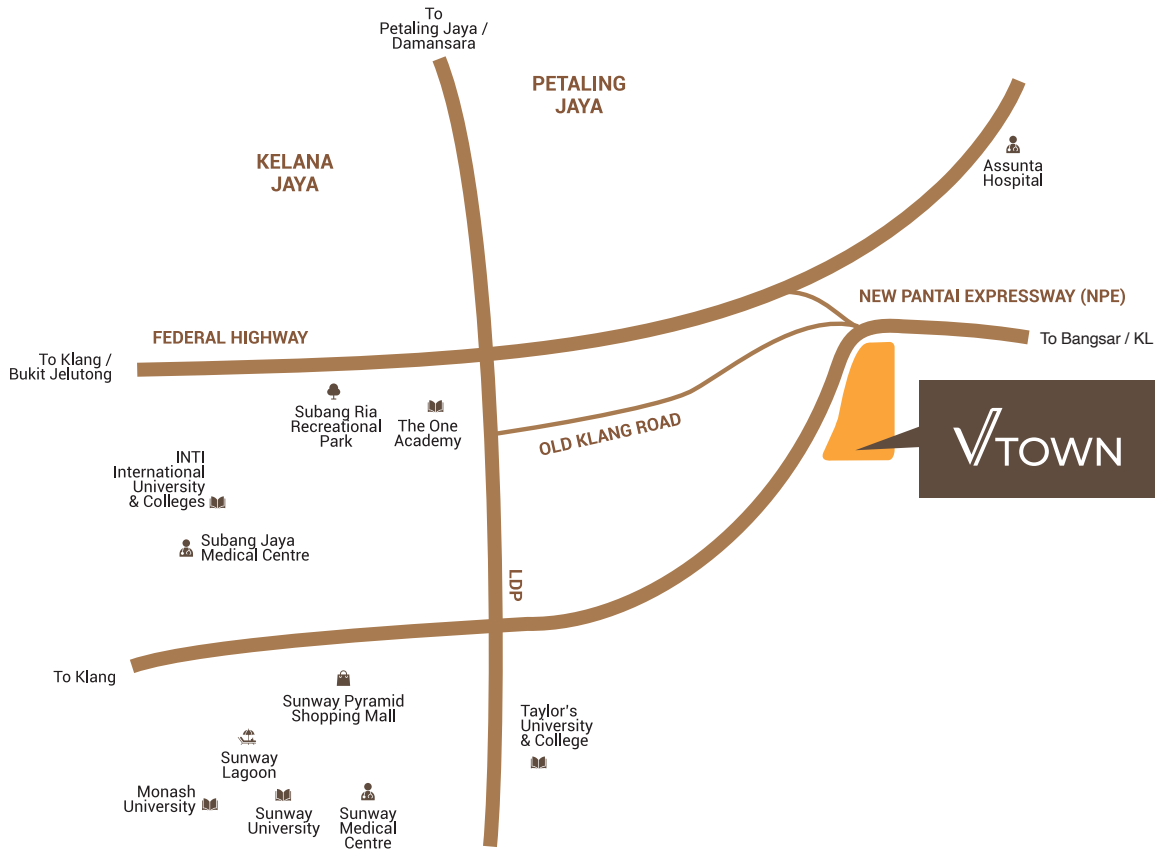 To
Petaling Jaya /
Damansara
PETALING
JAYA
KELANA
JAYA
Assunta
Hospital
NEW PANTAI EXPRESSWAY (NPE)
FEDERAL HIGHWAY
To Bangsar / KL
To Klang /
Bukit Jelutong
Subang Ria
Recreational
Park
The One
Academy
OLD KLANG ROAD
VTOWN
INTI
International
University
& Colleges
Subang Jaya
Medical Centre
LDP
To Klang
Sunway Pyramid
Shopping Mall
Taylor's
University
& College
Sunway
Lagoon
Monash
University
Sunway
University
Sunway
Medical
Centre